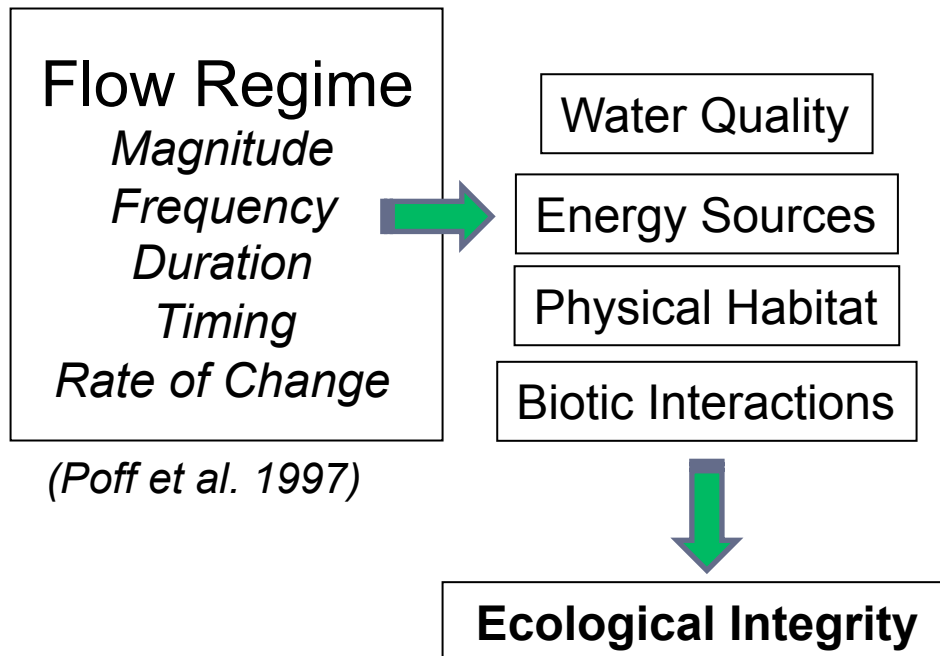 Flow Regime
Magnitude
Frequency
Duration
Timing
Rate of Change
(Poff et al. 1997)
Water Quality
Energy Sources
Physical Habitat
Biotic Interactions
Ecological Integrity